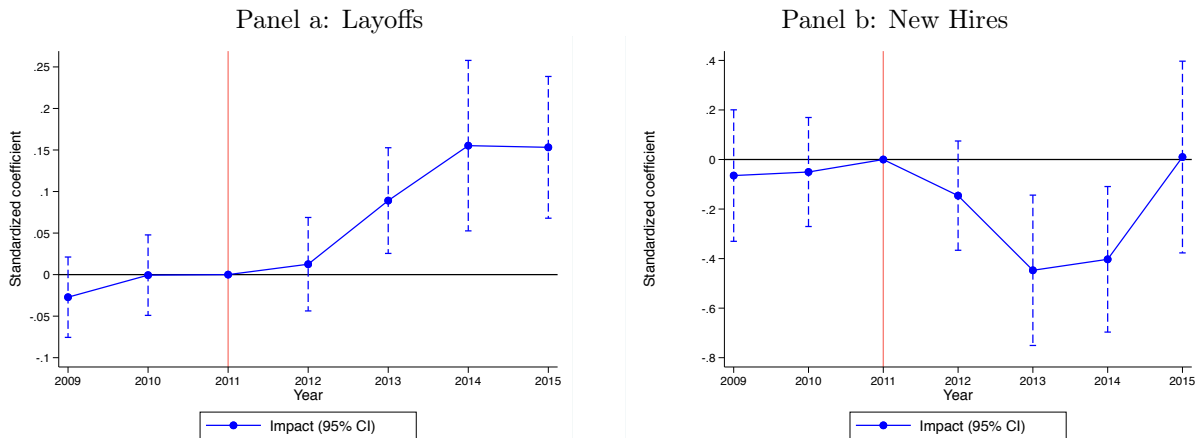 Panel a: Layoffs
Standardized coefficient
.25
.2
.15
.1
.05
0
-.05
-.1
2009 2010 2011 2012 2013 2014 2015
Year
Impact (95% CI)
Panel b: New Hires
Standardized coefficient
.4
.2
0
-.2
-.4
-.6
-.8
2009 2010 2011 2012 2013 2014 2015
Year
Impact (95% CI)